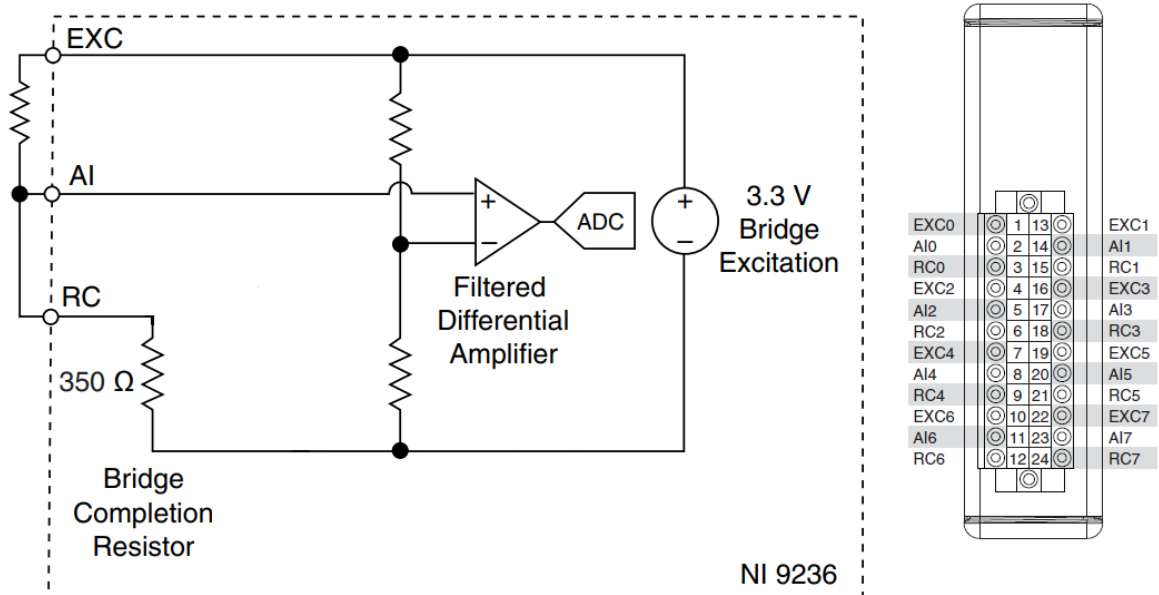 EXC
AI
RC
350 Ω
Bridge
Completion
Resistor
+
−
ADC
Filtered
Differential
Amplifier
+
−
3.3 V
Bridge
Excitation
NI 9236
EXC0 1 13 EXC1
AI0 2 14 AI1
RC0 3 15 RC1
EXC2 4 16 EXC3
AI2 5 17 AI3
RC2 6 18 RC3
EXC4 7 19 EXC5
AI4 8 20 AI5
RC4 9 21 RC5
EXC6 10 22 EXC7
AI6 11 23 AI7
RC6 12 24 RC7